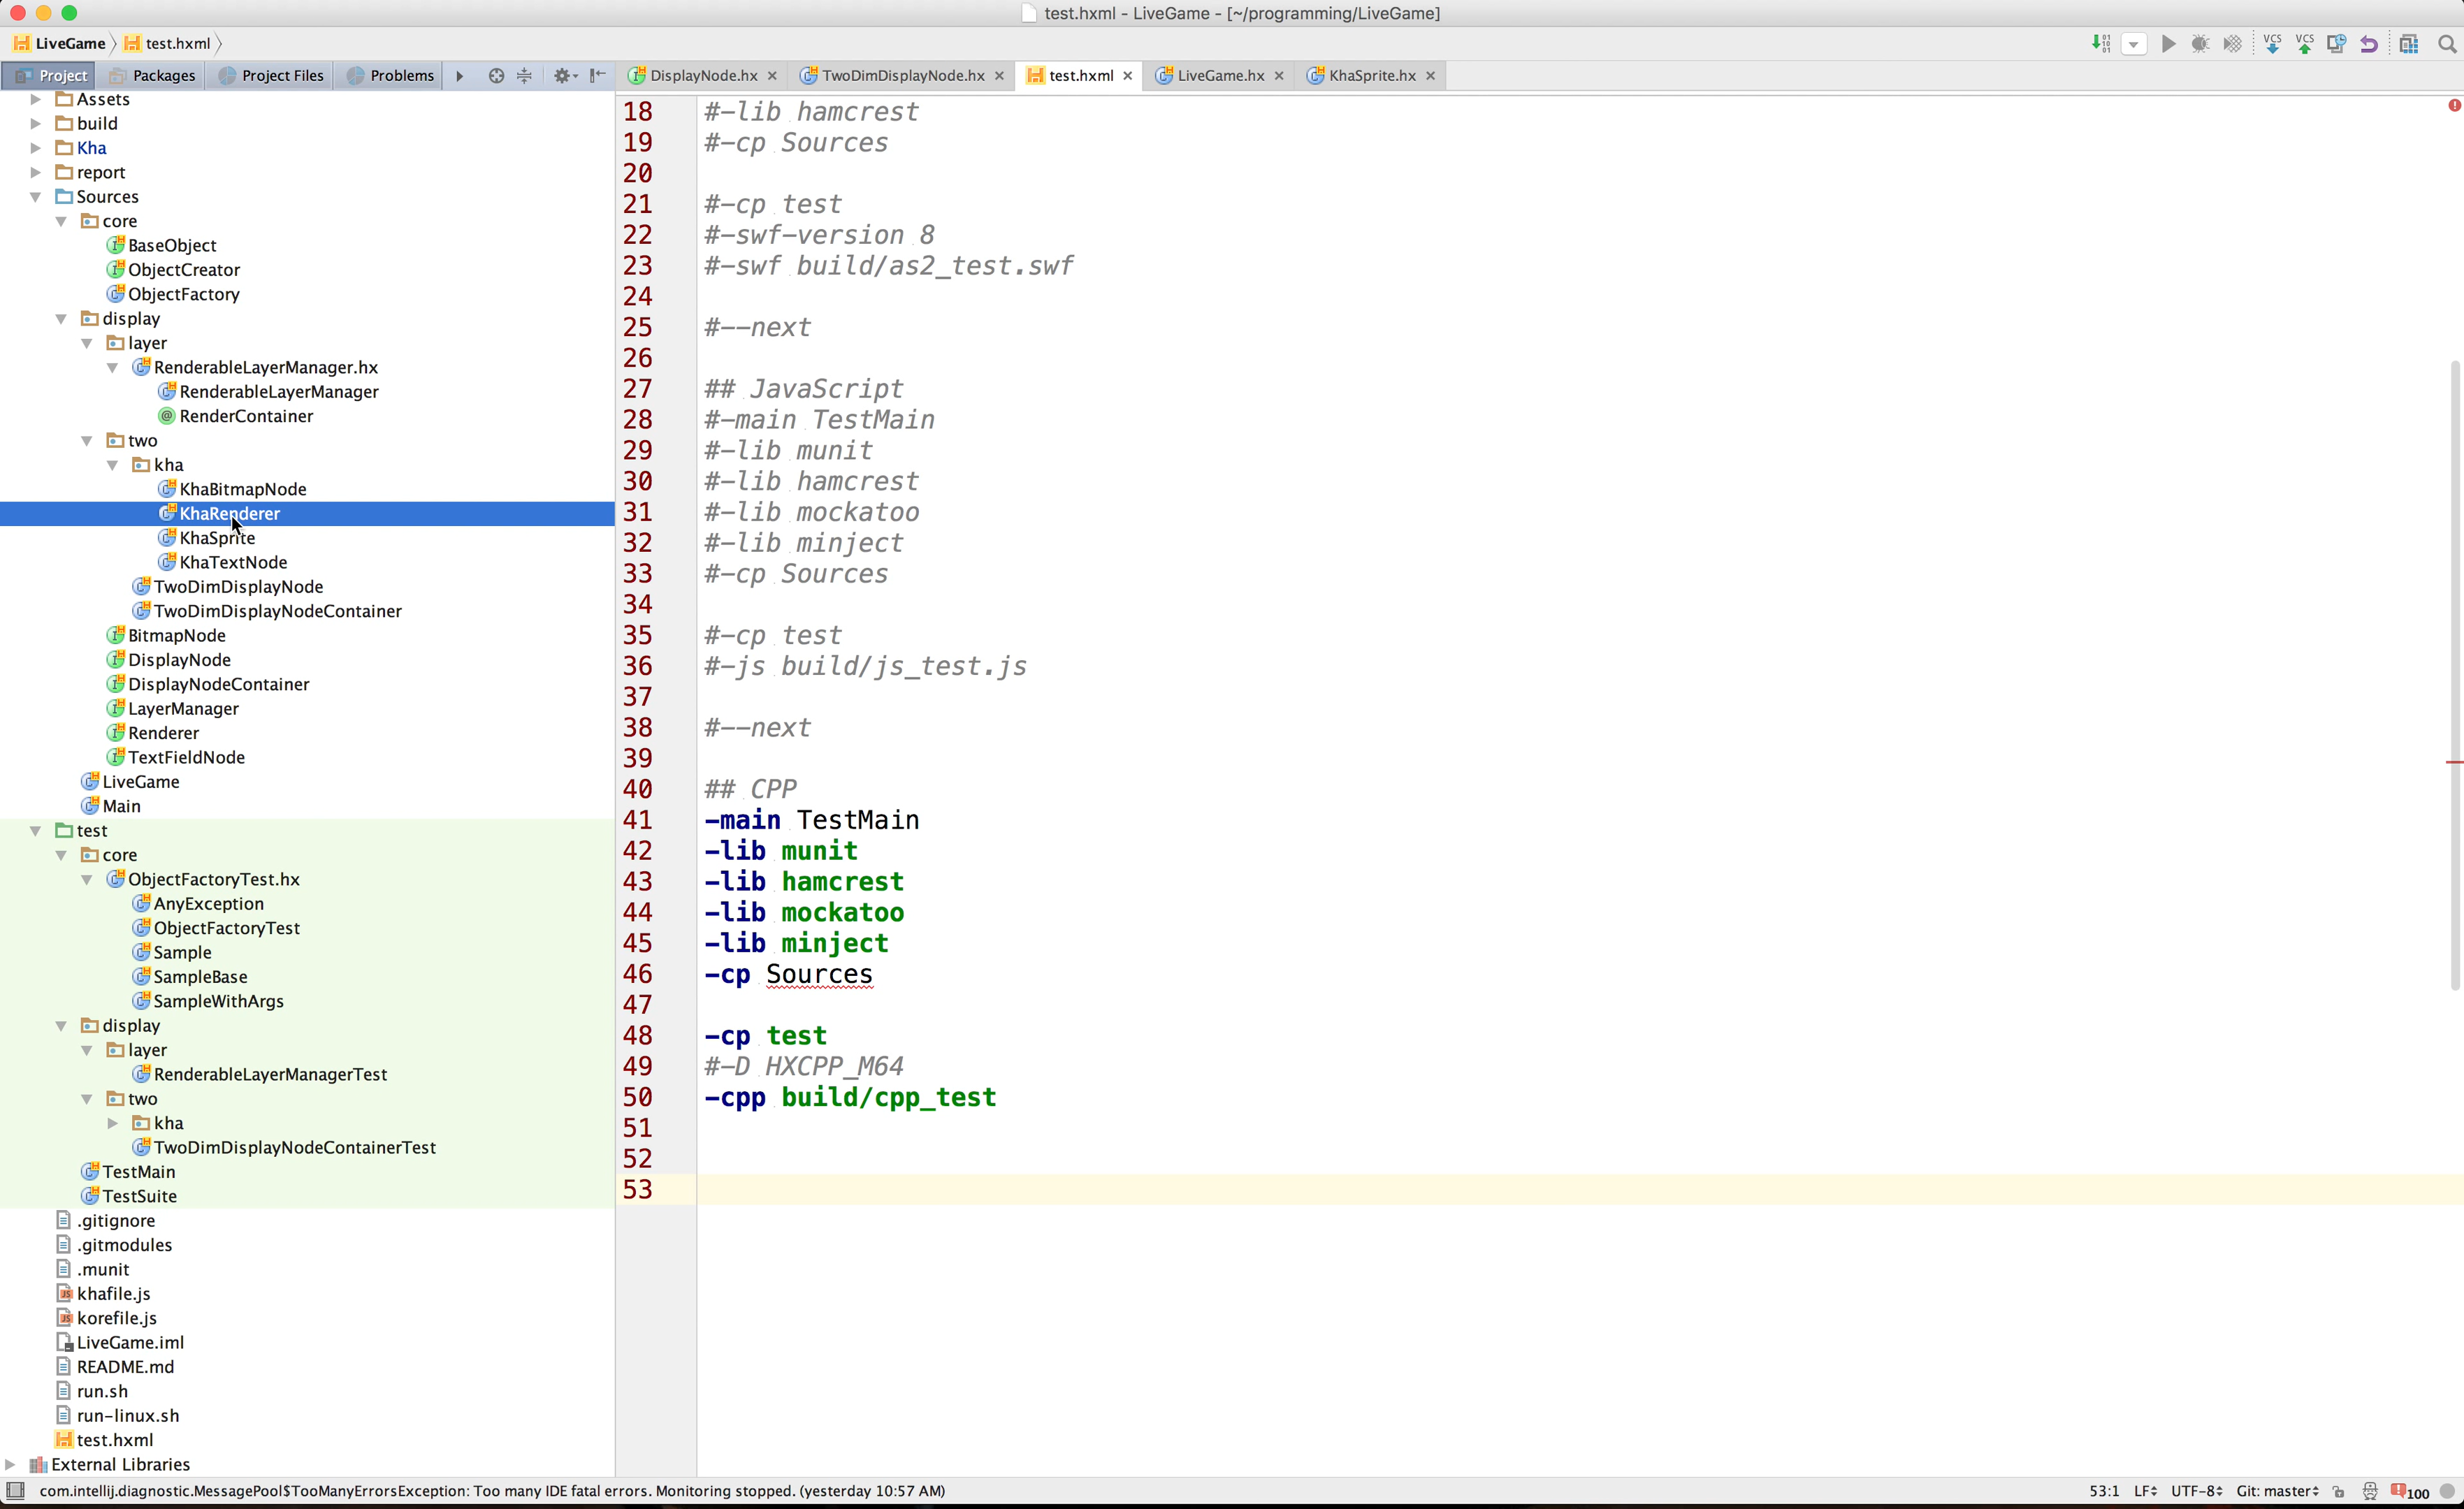 test.hxml - LiveGame - [~/programming/LiveGame]
LiveGame test.hxml
VCS VCS
Project Packages Project Files Problems
DisplayNode.hx TwoDimDisplayNode.hx test.hxml LiveGame.hx KhaSprite.hx
Assets
build
Kha
report
Sources
core
BaseObject
ObjectCreator
ObjectFactory
display
layer
RenderableLayerManager.hx
RenderableLayerManager
RenderContainer
two
kha
KhaBitmapNode
KhaRenderer
KhaSprite
KhaTextNode
TwoDimDisplayNode
TwoDimDisplayNodeContainer
BitmapNode
DisplayNode
DisplayNodeContainer
LayerManager
Renderer
TextFieldNode
LiveGame
Main
test
core
ObjectFactoryTest.hx
AnyException
ObjectFactoryTest
Sample
SampleBase
SampleWithArgs
display
layer
RenderableLayerManagerTest
two
kha
TwoDimDisplayNodeContainerTest
TestMain
TestSuite
.gitignore
.gitmodules
.munit
khafile.js
korefile.js
LiveGame.iml
README.md
run.sh
run-linux.sh
test.hxml
External Libraries
18 #-lib hamcrest
19 #-cp Sources
20
21 #-cp test
22 #-swf-version 8
23 #-swf build/as2_test.swf
24
25 #--next
26
27 ## JavaScript
28 #-main TestMain
29 #-lib munit
30 #-lib hamcrest
31 #-lib mockatoo
32 #-lib minject
33 #-cp Sources
34
35 #-cp test
36 #-js build/js_test.js
37
38 #--next
39
40 ## CPP
41 -main TestMain
42 -lib munit
43 -lib hamcrest
44 -lib mockatoo
45 -lib minject
46 -cp Sources
47
48 -cp test
49 #-D HXCPP_M64
50 -cpp build/cpp_test
51
52
53
com.intellij.diagnostic.MessagePool$TooManyErrorsException: Too many IDE fatal errors. Monitoring stopped. (yesterday 10:57 AM)
53:1 LF UTF-8 Git: master 100